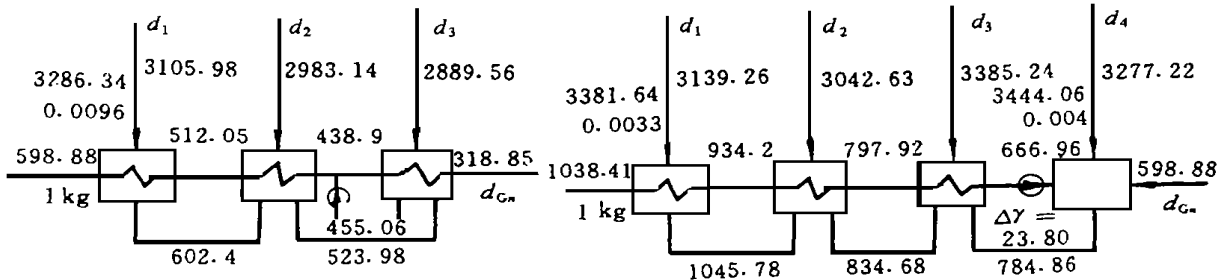 d₁ d₂ d₃
3286.34 3105.98 2983.14 2889.56
0.0096
512.05 438.9
598.88 318.85
1 kg d_Gn
455.06
602.4 523.98
d₁ d₂ d₃ d₄
3139.26 3042.63 3385.24 3277.22
3381.64 3444.06
0.0033 0.004
934.2 797.92 666.96
1038.41 598.88
1 kg d_Gn
Δγ =
23.80
1045.78 834.68 784.86